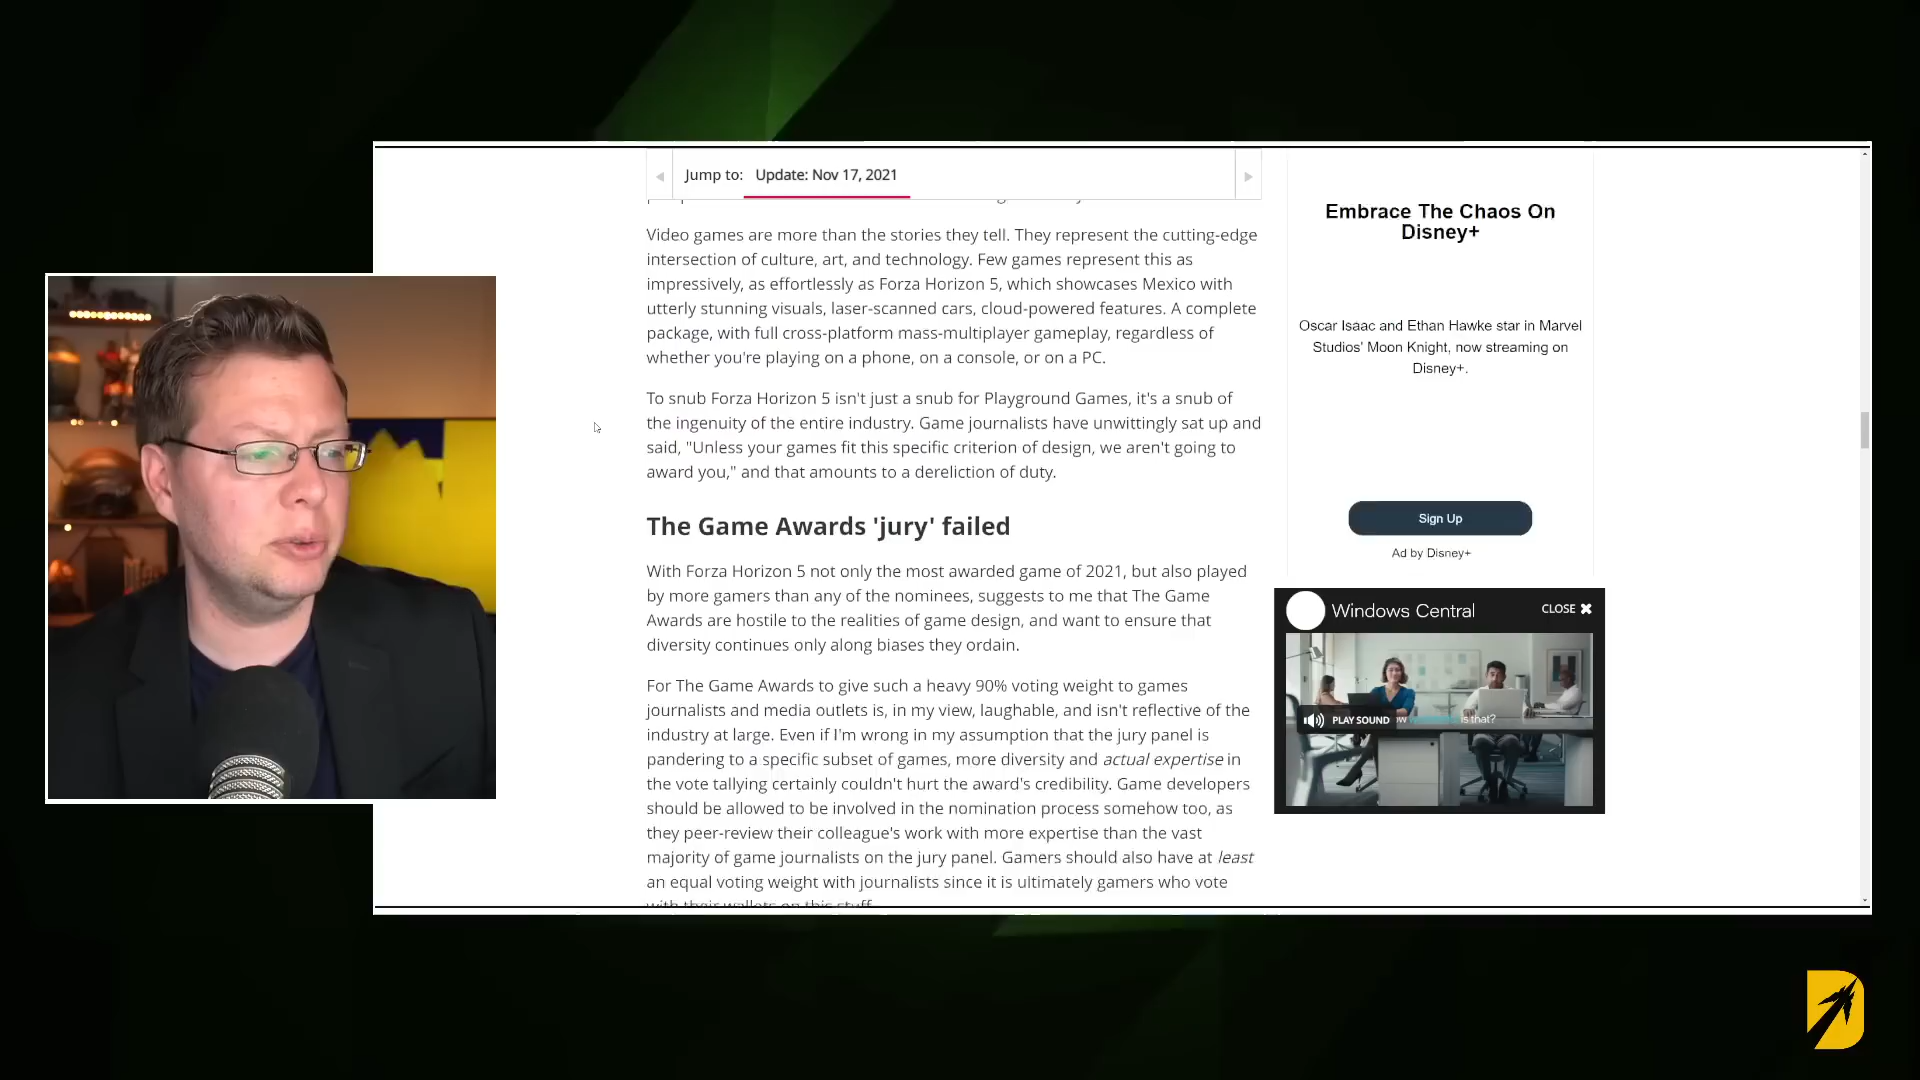 Jump to: Update: Nov 17, 2021
Video games are more than the stories they tell. They represent the cutting-edge
intersection of culture, art, and technology. Few games represent this as
impressively, as effortlessly as Forza Horizon 5, which showcases Mexico with
utterly stunning visuals, laser-scanned cars, cloud-powered features. A complete
package, with full cross-platform mass-multiplayer gameplay, regardless of
whether you're playing on a phone, on a console, or on a PC.
To snub Forza Horizon 5 isn't just a snub for Playground Games, it's a snub of
the ingenuity of the entire industry. Game journalists have unwittingly sat up and
said, "Unless your games fit this specific criterion of design, we aren't going to
award you," and that amounts to a dereliction of duty.
The Game Awards 'jury' failed
With Forza Horizon 5 not only the most awarded game of 2021, but also played
by more gamers than any of the nominees, suggests to me that The Game
Awards are hostile to the realities of game design, and want to ensure that
diversity continues only along biases they ordain.
For The Game Awards to give such a heavy 90% voting weight to games
journalists and media outlets is, in my view, laughable, and isn't reflective of the
industry at large. Even if I'm wrong in my assumption that the jury panel is
pandering to a specific subset of games, more diversity and actual expertise in
the vote tallying certainly couldn't hurt the award's credibility. Game developers
should be allowed to be involved in the nomination process somehow too, as
they peer-review their colleague's work with more expertise than the vast
majority of game journalists on the jury panel. Gamers should also have at least
an equal voting weight with journalists since it is ultimately gamers who vote
with their wallets on this stuff.
Embrace The Chaos On
Disney+
Oscar Isaac and Ethan Hawke star in Marvel
Studios' Moon Knight, now streaming on
Disney+.
Sign Up
Ad by Disney+
Windows Central
CLOSE
PLAY SOUND
is that?